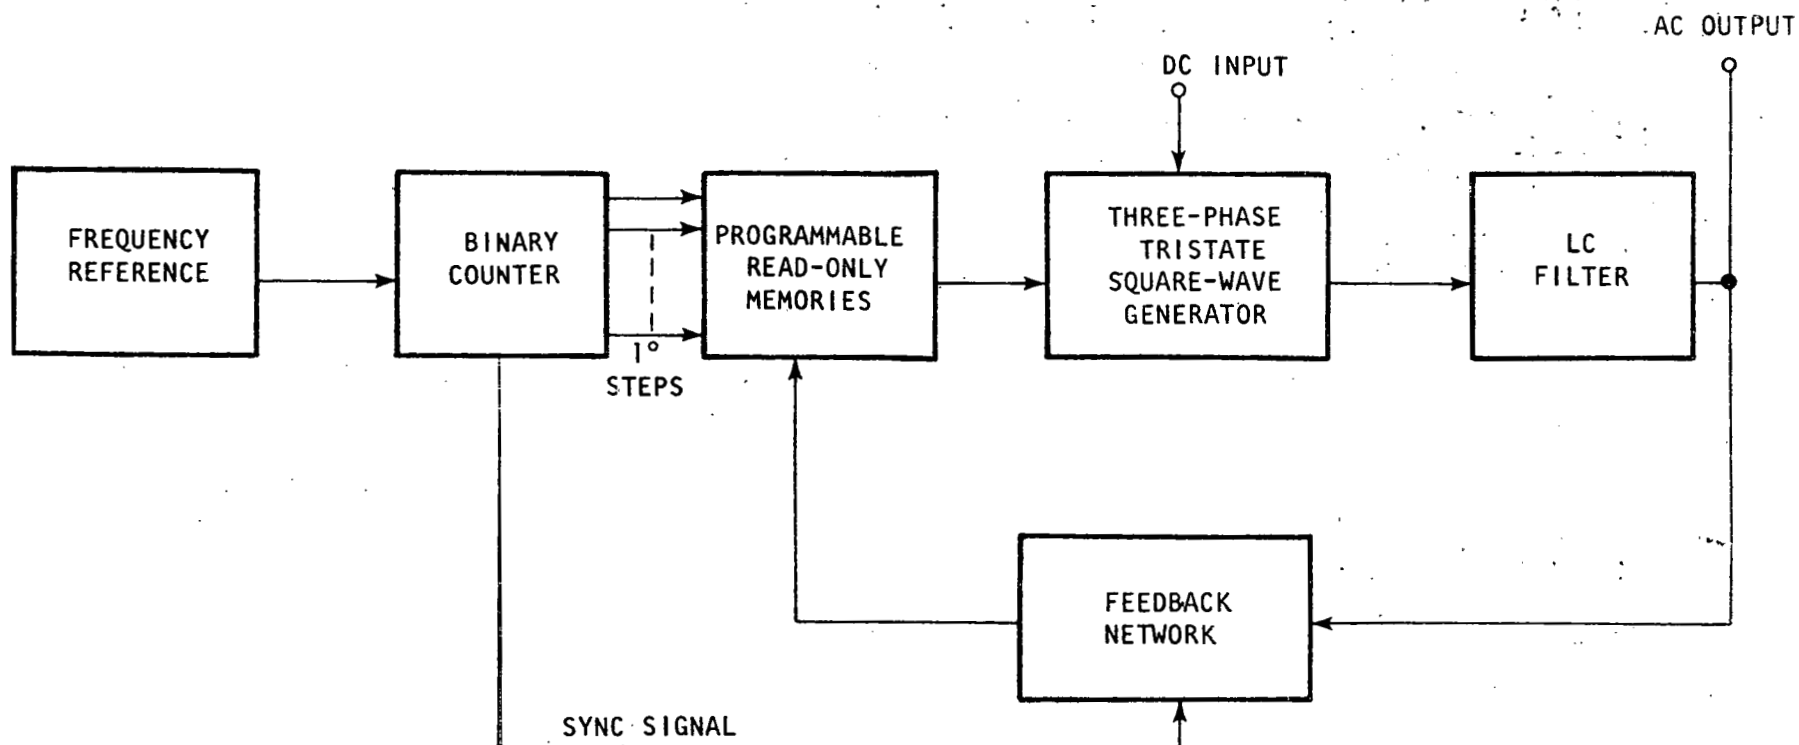 AC OUTPUT
DC INPUT
FREQUENCY
REFERENCE
BINARY
COUNTER
1°
STEPS
PROGRAMMABLE
READ-ONLY
MEMORIES
THREE-PHASE
TRISTATE
SQUARE-WAVE
GENERATOR
LC
FILTER
FEEDBACK
NETWORK
SYNC SIGNAL